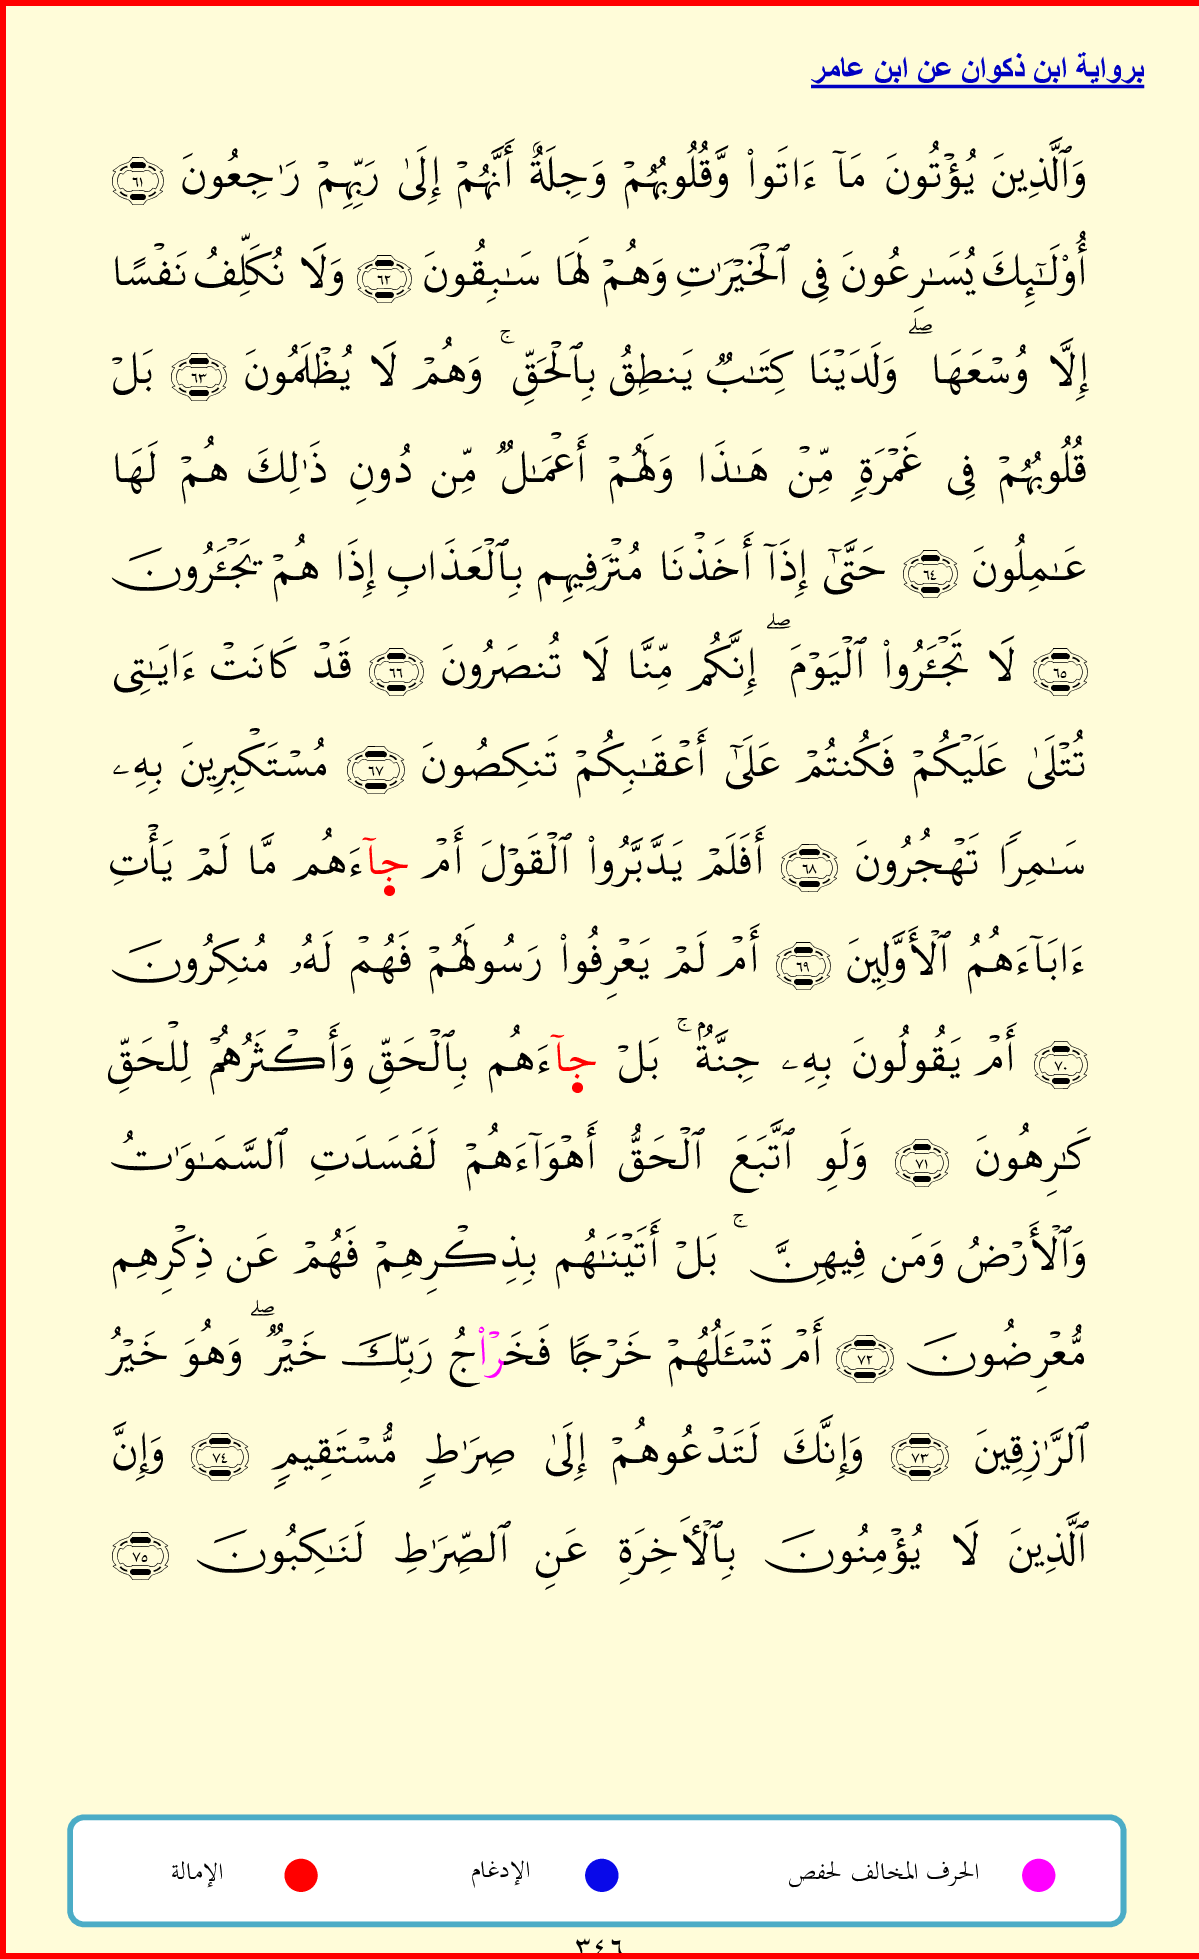 برواية ابن ذكوان عن ابن عامر
وَٱلَّذِينَ يُؤۡتُونَ مَآ ءَاتَواْ وَّقُلُوبُهُمۡ وَجِلَةٌ أَنَّهُمۡ إِلَىٰ رَبِّهِمۡ رَٰجِعُونَ ٦١
أُوْلَـٰٓئِكَ يُسَـٰرِعُونَ فِى ٱلۡخَيۡرَٰتِ وَهُمۡ لَهَا سَـٰبِقُونَ ٦٢ وَلَا نُكَلِّفُ نَفۡسًا
إِلَّا وُسۡعَهَا ۖ وَلَدَيۡنَا كِتَـٰبٌ يَنطِقُ بِٱلۡحَقِّ ۚ وَهُمۡ لَا يُظۡلَمُونَ ٦٣ بَلۡ
قُلُوبُهُمۡ فِى غَمۡرَةٍ مِّنۡ هَـٰذَا وَلَهُمۡ أَعۡمَـٰلٌ مِّن دُونِ ذَٰلِكَ هُمۡ لَهَا
عَـٰمِلُونَ ٦٤ حَتَّىٰٓ إِذَآ أَخَذۡنَا مُتۡرَفِيهِم بِٱلۡعَذَابِ إِذَا هُمۡ يَجۡـَٔرُونَ
٦٥ لَا تَجۡـَٔرُواْ ٱلۡيَوۡمَ ۖ إِنَّكُم مِّنَّا لَا تُنصَرُونَ ٦٦ قَدۡ كَانَتۡ ءَايَـٰتِى
تُتۡلَىٰ عَلَيۡكُمۡ فَكُنتُمۡ عَلَىٰٓ أَعۡقَـٰبِكُمۡ تَنكِصُونَ ٦٧ مُسۡتَكۡبِرِينَ بِهِۦ
سَـٰمِرًا تَهۡجُرُونَ ٦٨ أَفَلَمۡ يَدَّبَّرُواْ ٱلۡقَوۡلَ أَمۡ جآءَهُم مَّا لَمۡ يَأۡتِ
ءَابَآءَهُمُ ٱلۡأَوَّلِينَ ٦٩ أَمۡ لَمۡ يَعۡرِفُواْ رَسُولَهُمۡ فَهُمۡ لَهُۥ مُنكِرُونَ
٧٠ أَمۡ يَقُولُونَ بِهِۦ جِنَّةٌۢ ۚ بَلۡ جآءَهُم بِٱلۡحَقِّ وَأَكۡثَرُهُمۡ لِلۡحَقِّ
كَـٰرِهُونَ ٧١ وَلَوِ ٱتَّبَعَ ٱلۡحَقُّ أَهۡوَآءَهُمۡ لَفَسَدَتِ ٱلسَّمَـٰوَٰتُ
وَٱلۡأَرۡضُ وَمَن فِيهِنَّ ۚ بَلۡ أَتَيۡنَـٰهُم بِذِكۡرِهِمۡ فَهُمۡ عَن ذِكۡرِهِم
مُّعۡرِضُونَ ٧٢ أَمۡ تَسۡـَٔلُهُمۡ خَرۡجًا فَخَرۡاجُ رَبِّكَ خَيۡرٌ ۖ وَهُوَ خَيۡرُ
ٱلرَّٰزِقِينَ ٧٣ وَإِنَّكَ لَتَدۡعُوهُمۡ إِلَىٰ صِرَٰطٍ مُّسۡتَقِيمٍ ٧٤ وَإِنَّ
ٱلَّذِينَ لَا يُؤۡمِنُونَ بِٱلۡأَخِرَةِ عَنِ ٱلصِّرَٰطِ لَنَـٰكِبُونَ ٧٥
الحرف المخالف لحفص الإدغام الإمالة
٣٤٦